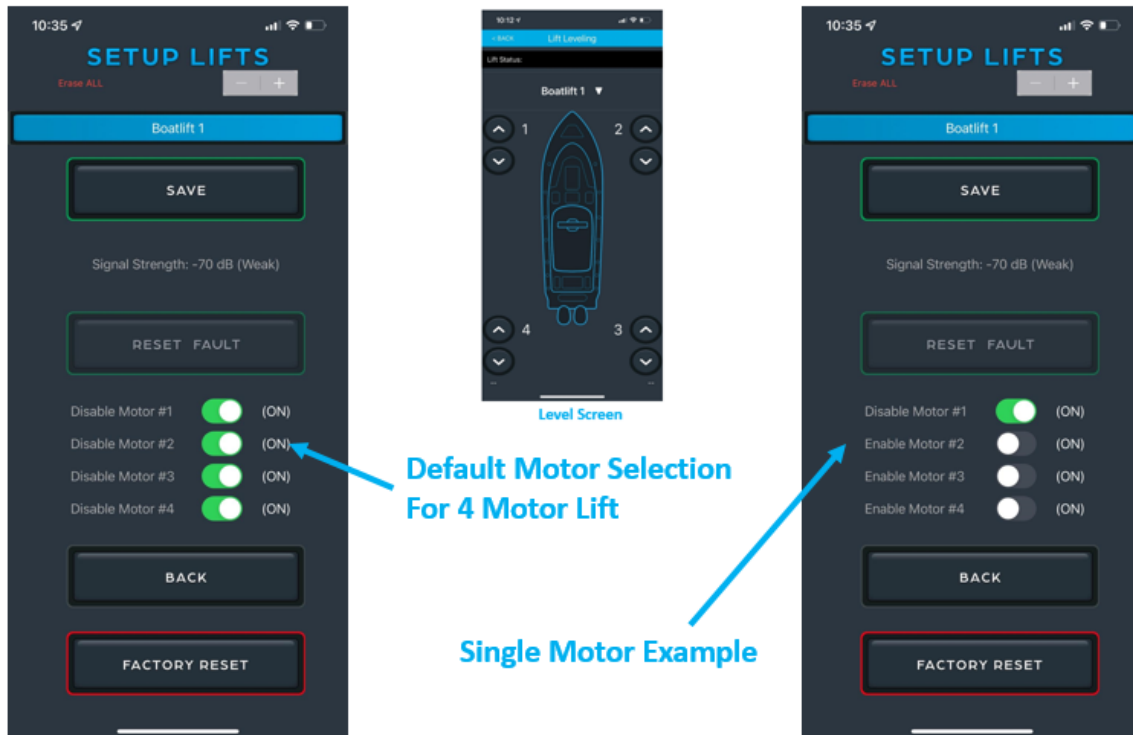 10:35
SETUP LIFTS
Erase ALL
− +
Boatlift 1
SAVE
Signal Strength: -70 dB (Weak)
RESET FAULT
Disable Motor #1 (ON)
Disable Motor #2 (ON)
Disable Motor #3 (ON)
Disable Motor #4 (ON)
BACK
FACTORY RESET
10:12
< BACK Lift Leveling
Lift Status:
Boatlift 1 ▼
1 2
4 3
-- --
Level Screen
Default Motor Selection
For 4 Motor Lift
Single Motor Example
10:35
SETUP LIFTS
Erase ALL
− +
Boatlift 1
SAVE
Signal Strength: -70 dB (Weak)
RESET FAULT
Disable Motor #1 (ON)
Enable Motor #2 (ON)
Enable Motor #3 (ON)
Enable Motor #4 (ON)
BACK
FACTORY RESET